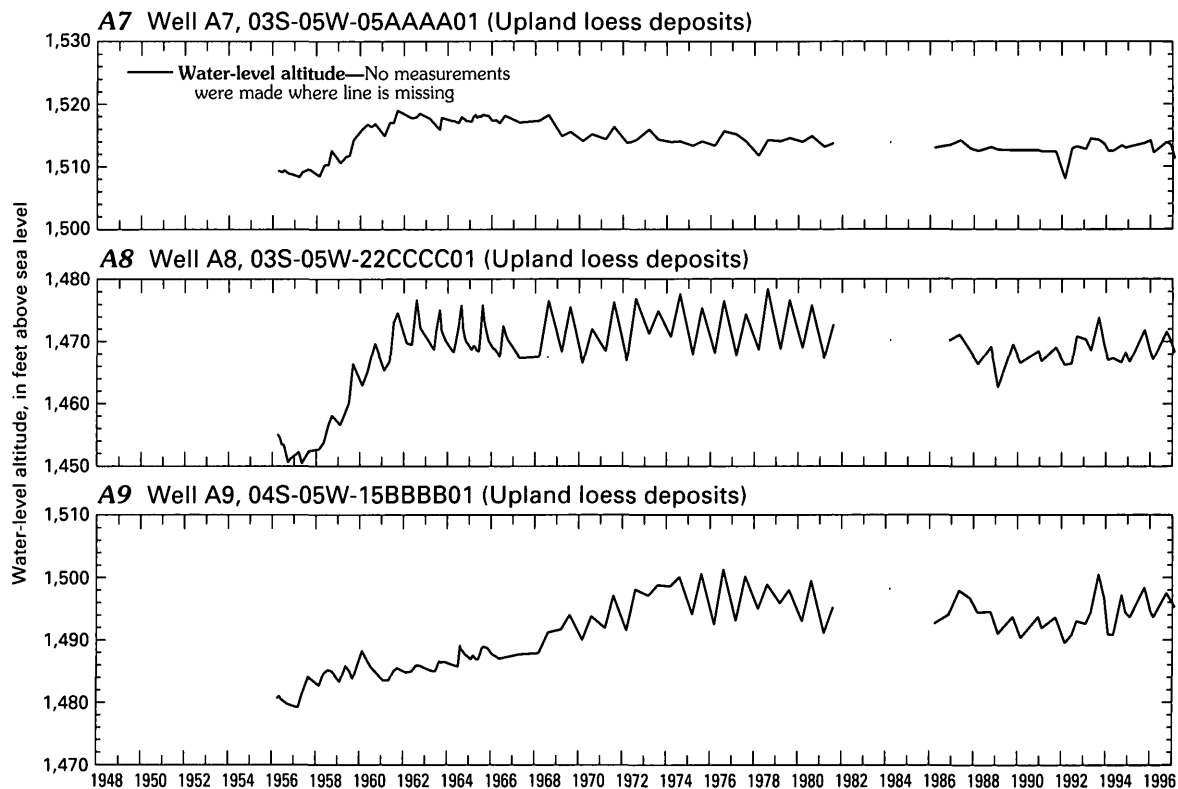 A7 Well A7, 03S-05W-05AAAA01 (Upland loess deposits)
1,530
1,520
1,510
1,500
Water-level altitude—No measurements
were made where line is missing
A8 Well A8, 03S-05W-22CCCC01 (Upland loess deposits)
1,480
1,470
1,460
1,450
Water-level altitude, in feet above sea level
A9 Well A9, 04S-05W-15BBBB01 (Upland loess deposits)
1,510
1,500
1,490
1,480
1,470
1948 1950 1952 1954 1956 1958 1960 1962 1964 1966 1968 1970 1972 1974 1976 1978 1980 1982 1984 1986 1988 1990 1992 1994 1996